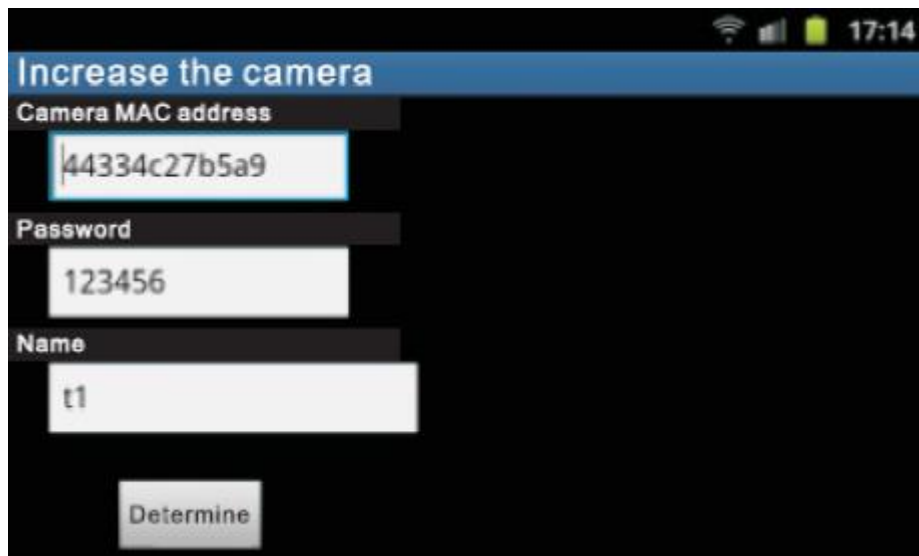 17:14
Increase the camera
Camera MAC address
44334c27b5a9
Password
123456
Name
t1
Determine